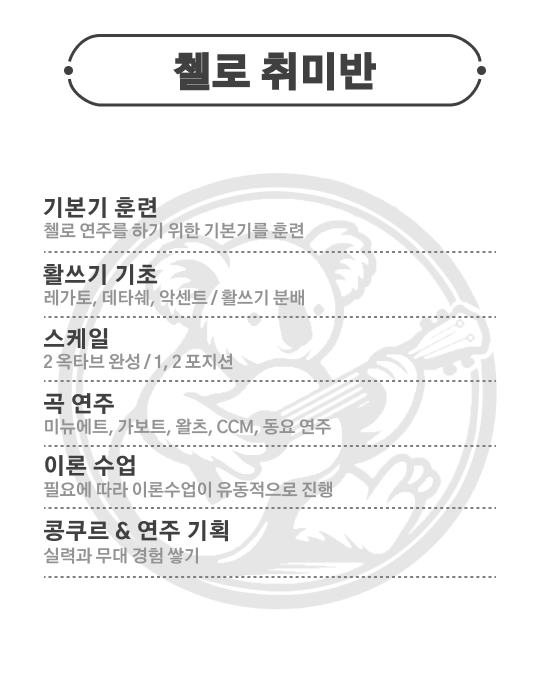 첼로 취미반
기본기 훈련
첼로 연주를 하기 위한 기본기를 훈련
활쓰기 기초
레가토, 데타쉐, 악센트 / 활쓰기 분배
스케일
2 옥타브 완성 / 1, 2 포지션
곡 연주
미뉴에트, 가보트, 왈츠, CCM, 동요 연주
이론 수업
필요에 따라 이론수업이 유동적으로 진행
콩쿠르 & 연주 기획
실력과 무대 경험 쌓기